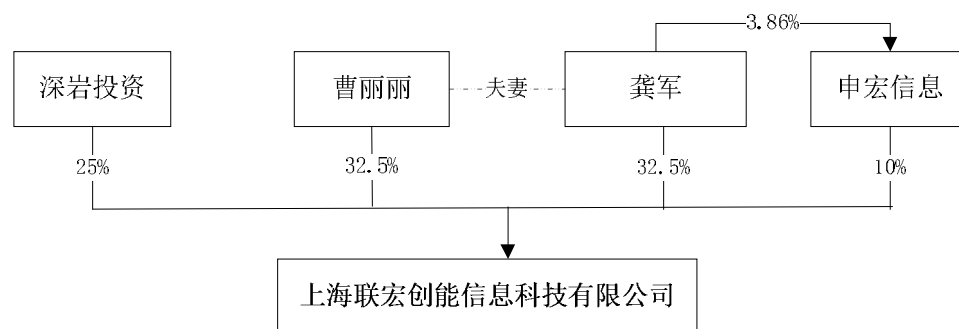 3.86%
深岩投资
曹丽丽
夫妻
龚军
申宏信息
25%
32.5%
32.5%
10%
上海联宏创能信息科技有限公司